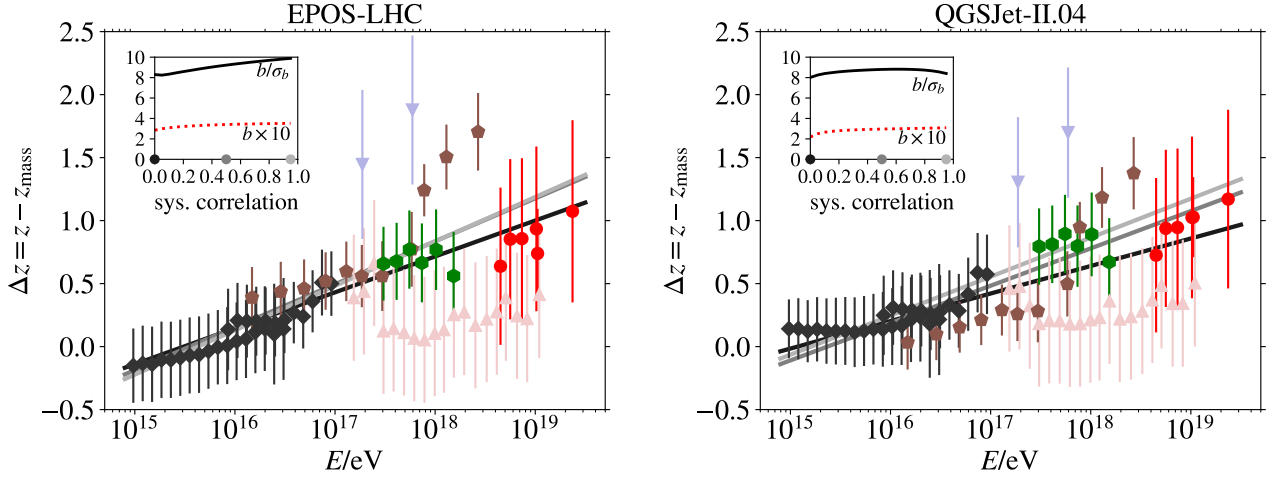 EPOS-LHC
2.5
2.0
1.5
1.0
0.5
0.0
−0.5
Δz = z − z_mass
10^15 10^16 10^17 10^18 10^19
E/eV
10
8
6
4
2
0
b/σ_b
b × 10
0.0 0.2 0.4 0.6 0.8 1.0
sys. correlation
QGSJet-II.04
2.5
2.0
1.5
1.0
0.5
0.0
−0.5
Δz = z − z_mass
10^15 10^16 10^17 10^18 10^19
E/eV
10
8
6
4
2
0
b/σ_b
b × 10
0.0 0.2 0.4 0.6 0.8 1.0
sys. correlation